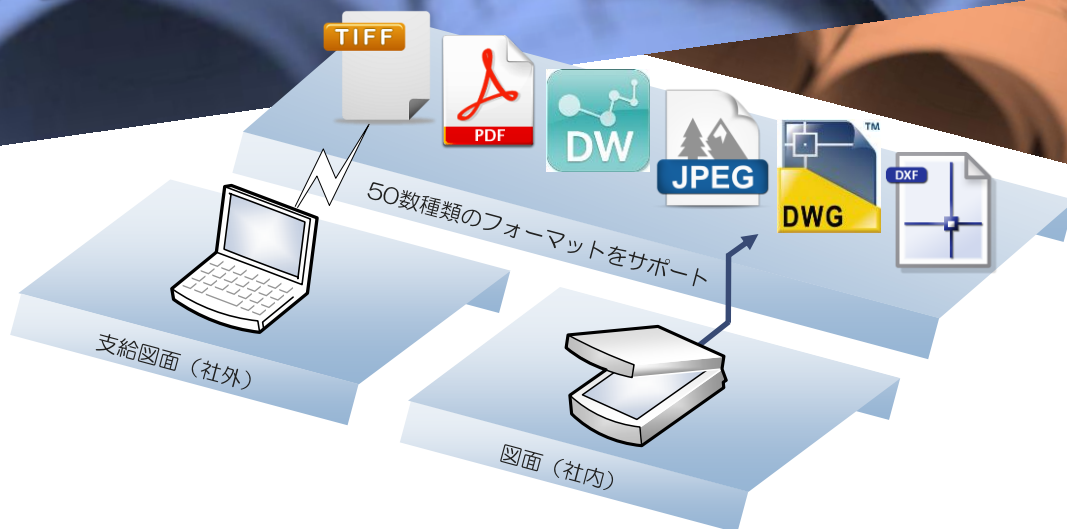 TIFF
PDF
DW
JPEG
DWG
TM
DXF
50数種類のフォーマットをサポート
支給図面（社外）
図面（社内）